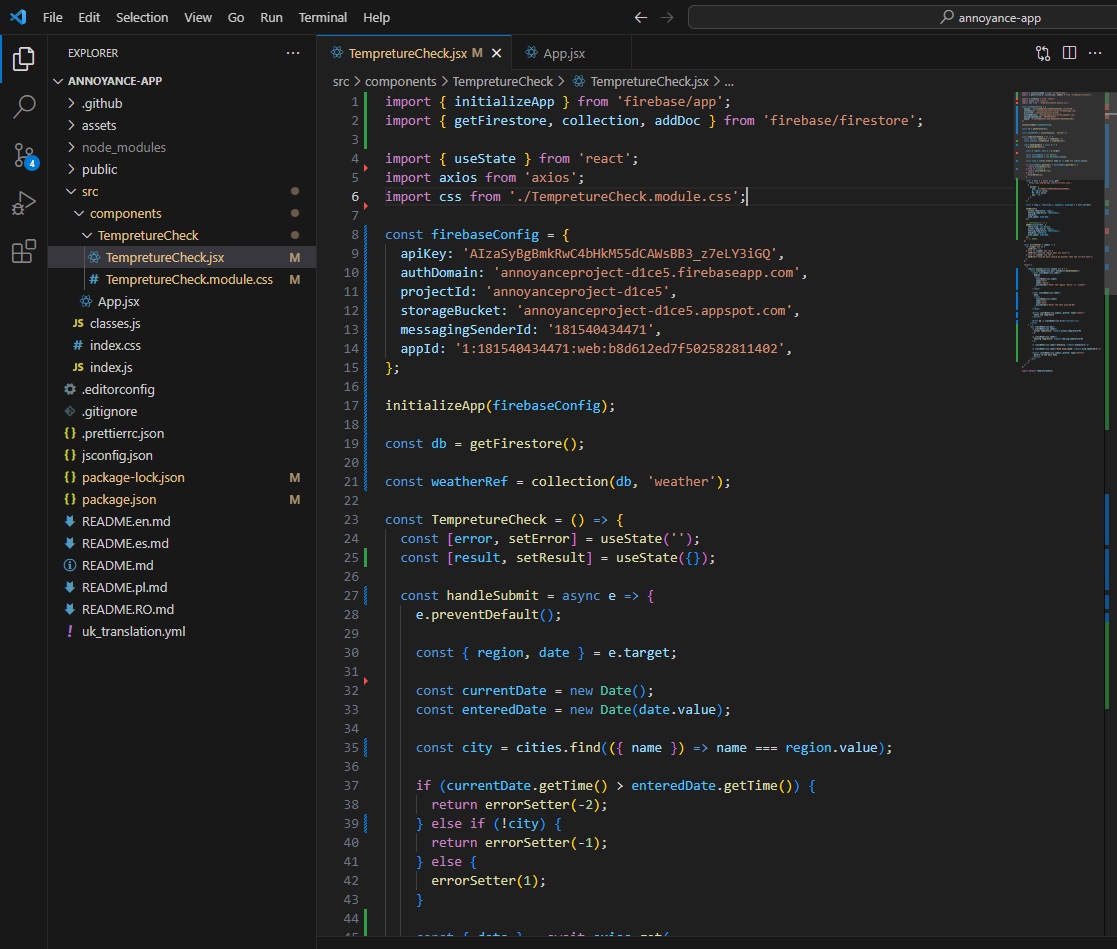 File Edit Selection View Go Run Terminal Help
annoyance-app
EXPLORER
TempretureCheck.jsx M
App.jsx
ANNOYANCE-APP
src > components > TempretureCheck > TempretureCheck.jsx > ...
.github
assets
node_modules
public
4
src
components
TempretureCheck
TempretureCheck.jsx M
TempretureCheck.module.css M
App.jsx
JS classes.js
# index.css
JS index.js
.editorconfig
.gitignore
{} .prettierrc.json
{} jsconfig.json
{} package-lock.json M
{} package.json M
README.en.md
README.es.md
README.md
README.pl.md
README.RO.md
! uk_translation.yml
1 import { initializeApp } from 'firebase/app';
2 import { getFirestore, collection, addDoc } from 'firebase/firestore';
3
4 import { useState } from 'react';
5 import axios from 'axios';
6 import css from './TempretureCheck.module.css';
7
8 const firebaseConfig = {
9 apiKey: 'AIzaSyBgBmkRwC4bHkM55dCAWsBB3_z7eLY3iGQ',
10 authDomain: 'annoyanceproject-d1ce5.firebaseapp.com',
11 projectId: 'annoyanceproject-d1ce5',
12 storageBucket: 'annoyanceproject-d1ce5.appspot.com',
13 messagingSenderId: '181540434471',
14 appId: '1:181540434471:web:b8d612ed7f502582811402',
15 };
16
17 initializeApp(firebaseConfig);
18
19 const db = getFirestore();
20
21 const weatherRef = collection(db, 'weather');
22
23 const TempretureCheck = () => {
24 const [error, setError] = useState('');
25 const [result, setResult] = useState({});
26
27 const handleSubmit = async e => {
28 e.preventDefault();
29
30 const { region, date } = e.target;
31
32 const currentDate = new Date();
33 const enteredDate = new Date(date.value);
34
35 const city = cities.find(({ name }) => name === region.value);
36
37 if (currentDate.getTime() > enteredDate.getTime()) {
38 return errorSetter(-2);
39 } else if (!city) {
40 return errorSetter(-1);
41 } else {
42 errorSetter(1);
43 }
44
45 const { data } = await axios.get(